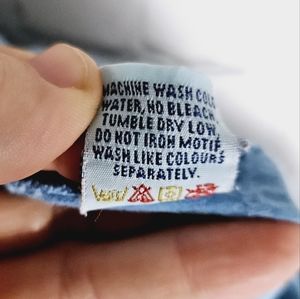 MACHINE WASH COLD
WATER, NO BLEACH
TUMBLE DRY LOW
DO NOT IRON MOTIF
WASH LIKE COLOURS
SEPARATELY.